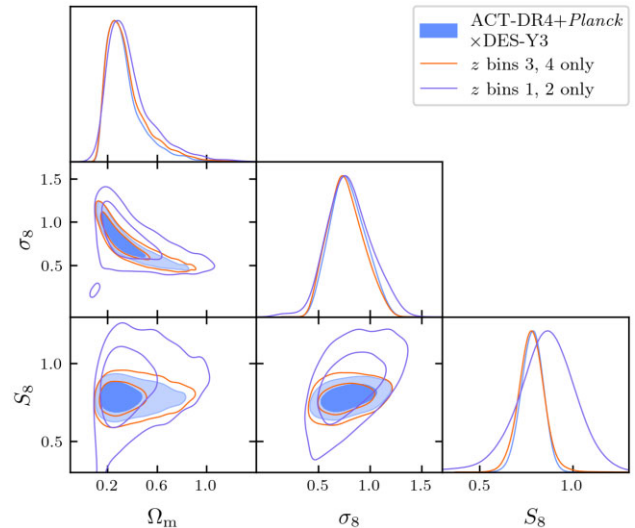 ACT-DR4+Planck
×DES-Y3
z bins 3, 4 only
z bins 1, 2 only
1.5
1.0
0.5
σ₈
1.0
0.5
S₈
0.2 0.6 1.0
0.5 1.0 1.5
0.5 1.0
Ωₘ
σ₈
S₈